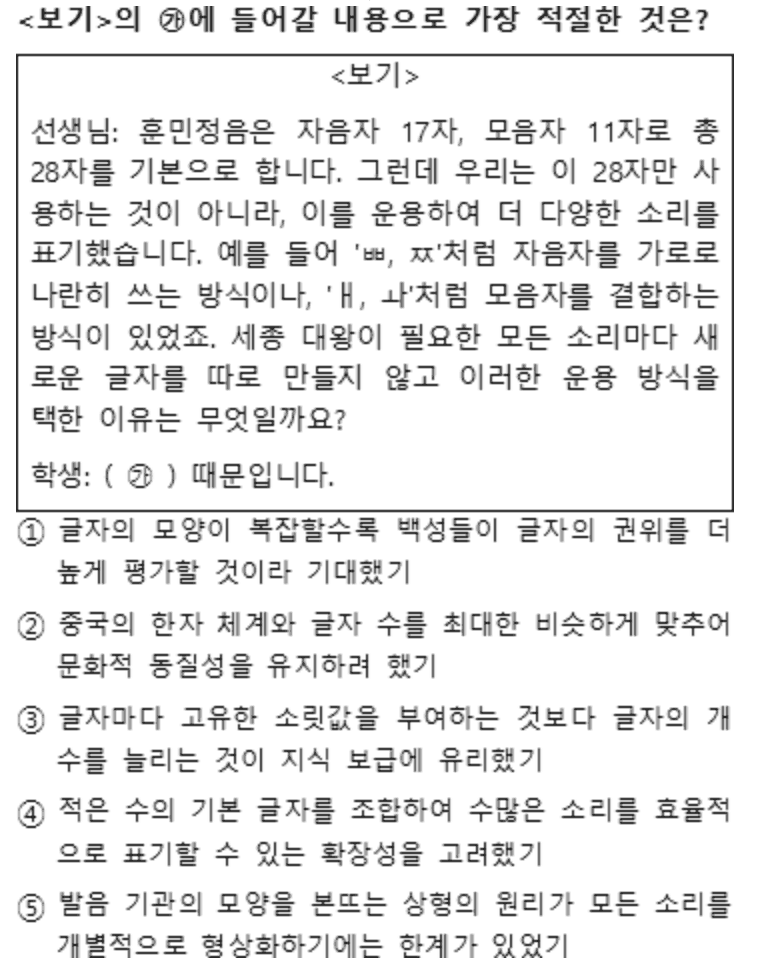 <보기>의 ㉮에 들어갈 내용으로 가장 적절한 것은?
<보기>
선생님: 훈민정음은 자음자 17자, 모음자 11자로 총
28자를 기본으로 합니다. 그런데 우리는 이 28자만 사
용하는 것이 아니라, 이를 운용하여 더 다양한 소리를
표기했습니다. 예를 들어 'ㅃ, ㅉ'처럼 자음자를 가로로
나란히 쓰는 방식이나, 'ㅐ, ㅘ'처럼 모음자를 결합하는
방식이 있었죠. 세종 대왕이 필요한 모든 소리마다 새
로운 글자를 따로 만들지 않고 이러한 운용 방식을
택한 이유는 무엇일까요?
학생: ( ㉮ ) 때문입니다.
① 글자의 모양이 복잡할수록 백성들이 글자의 권위를 더
높게 평가할 것이라 기대했기
② 중국의 한자 체계와 글자 수를 최대한 비슷하게 맞추어
문화적 동질성을 유지하려 했기
③ 글자마다 고유한 소릿값을 부여하는 것보다 글자의 개
수를 늘리는 것이 지식 보급에 유리했기
④ 적은 수의 기본 글자를 조합하여 수많은 소리를 효율적
으로 표기할 수 있는 확장성을 고려했기
⑤ 발음 기관의 모양을 본뜨는 상형의 원리가 모든 소리를
개별적으로 형상화하기에는 한계가 있었기